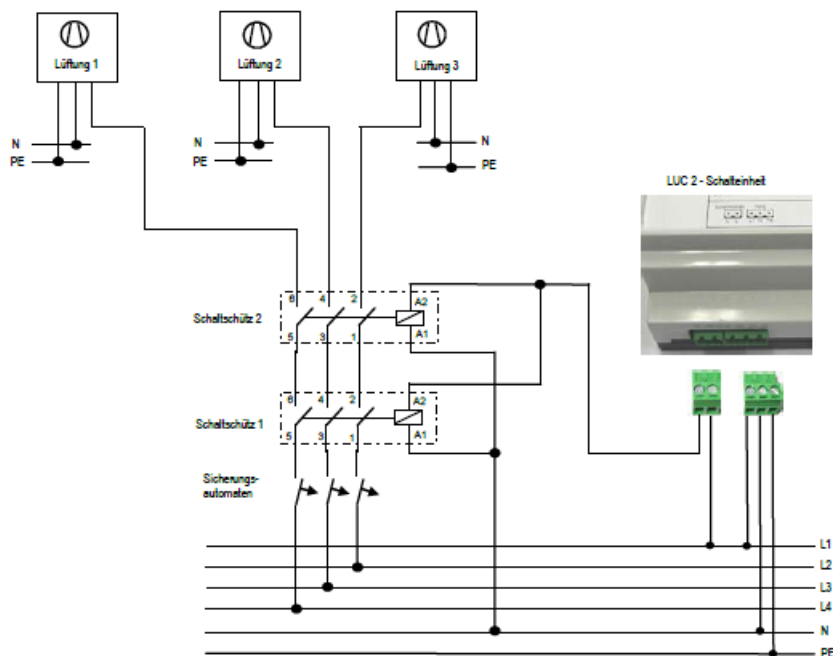 Lüftung 1
Lüftung 2
Lüftung 3
N
PE
N
PE
N
PE
LUC 2 - Schalteinheit
6 4 2 A2
Schaltschütz 2
5 3 1 A1
6 4 2 A2
Schaltschütz 1
5 3 1 A1
Sicherungs-
automaten
L1
L2
L3
L4
N
PE